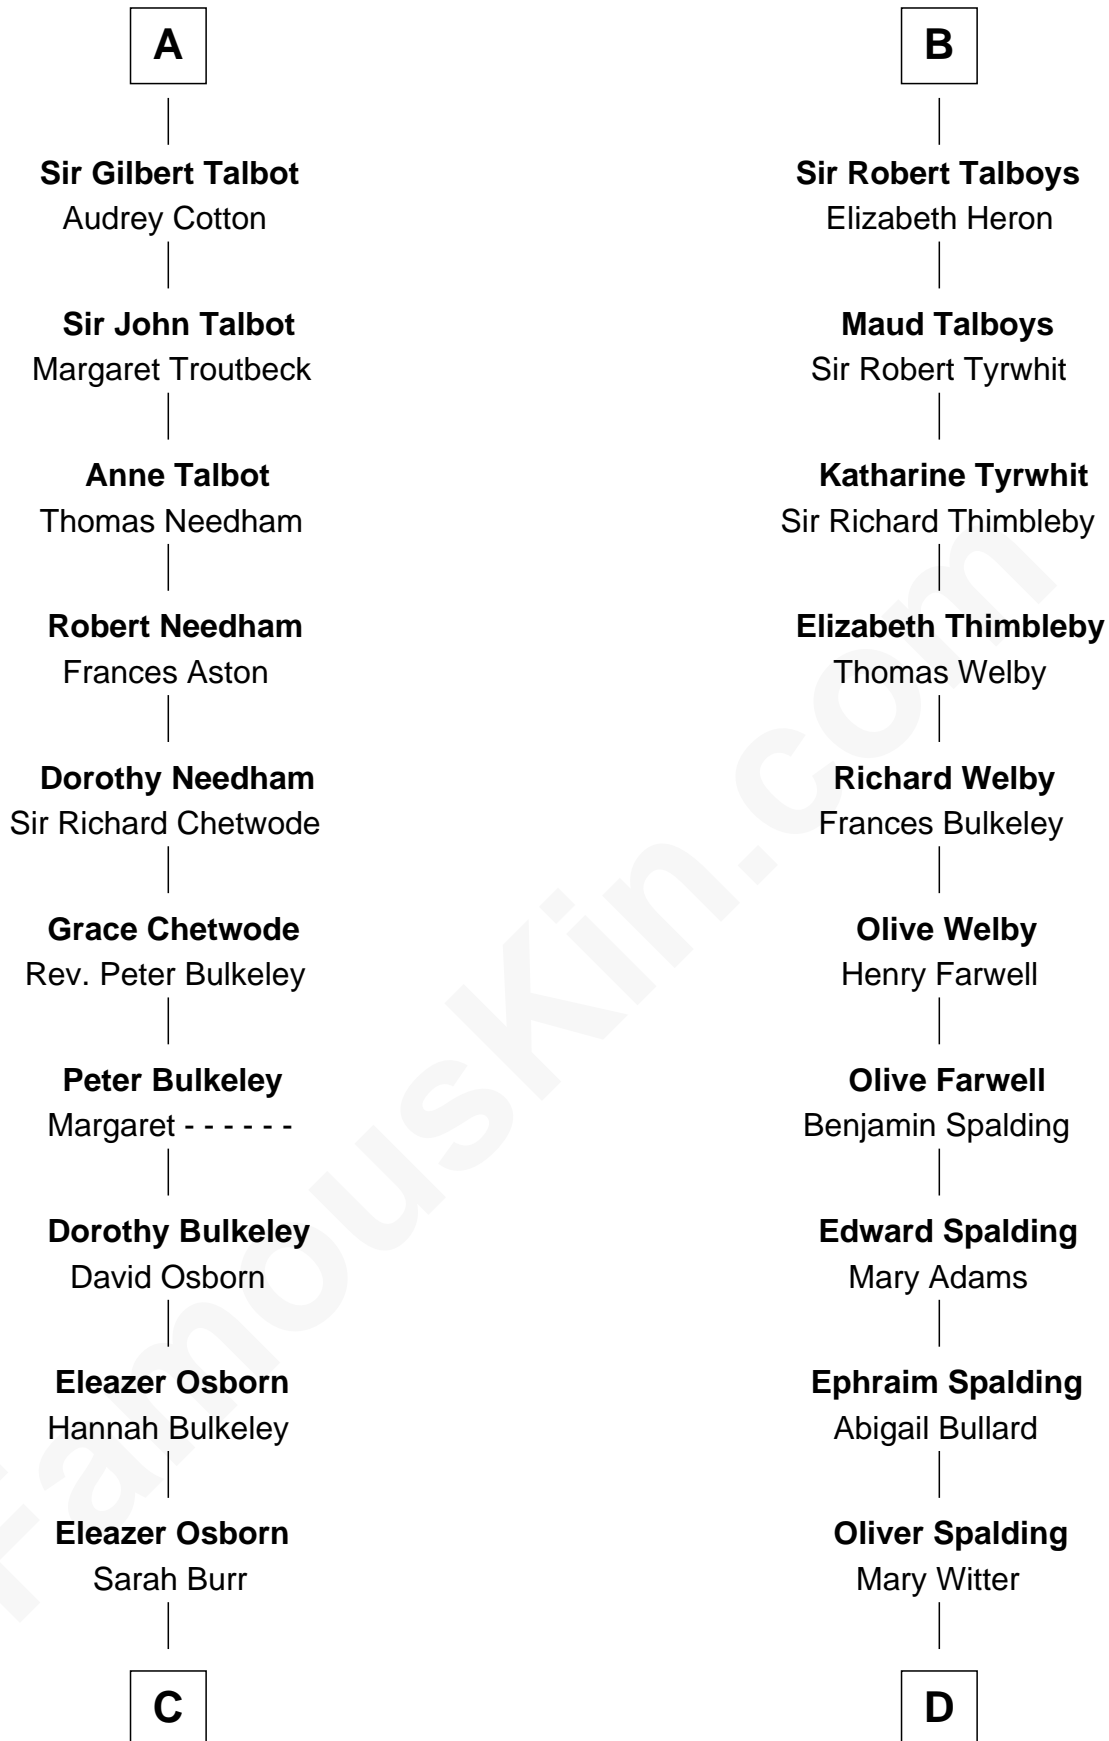 A
Sir Gilbert Talbot
Audrey Cotton
Sir John Talbot
Margaret Troutbeck
Anne Talbot
Thomas Needham
Robert Needham
Frances Aston
Dorothy Needham
Sir Richard Chetwode
Grace Chetwode
Rev. Peter Bulkeley
Peter Bulkeley
Margaret - - - - - -
Dorothy Bulkeley
David Osborn
Eleazer Osborn
Hannah Bulkeley
Eleazer Osborn
Sarah Burr
C
B
Sir Robert Talboys
Elizabeth Heron
Maud Talboys
Sir Robert Tyrwhit
Katharine Tyrwhit
Sir Richard Thimbleby
Elizabeth Thimbleby
Thomas Welby
Richard Welby
Frances Bulkeley
Olive Welby
Henry Farwell
Olive Farwell
Benjamin Spalding
Edward Spalding
Mary Adams
Ephraim Spalding
Abigail Bullard
Oliver Spalding
Mary Witter
D
FamousKin.com